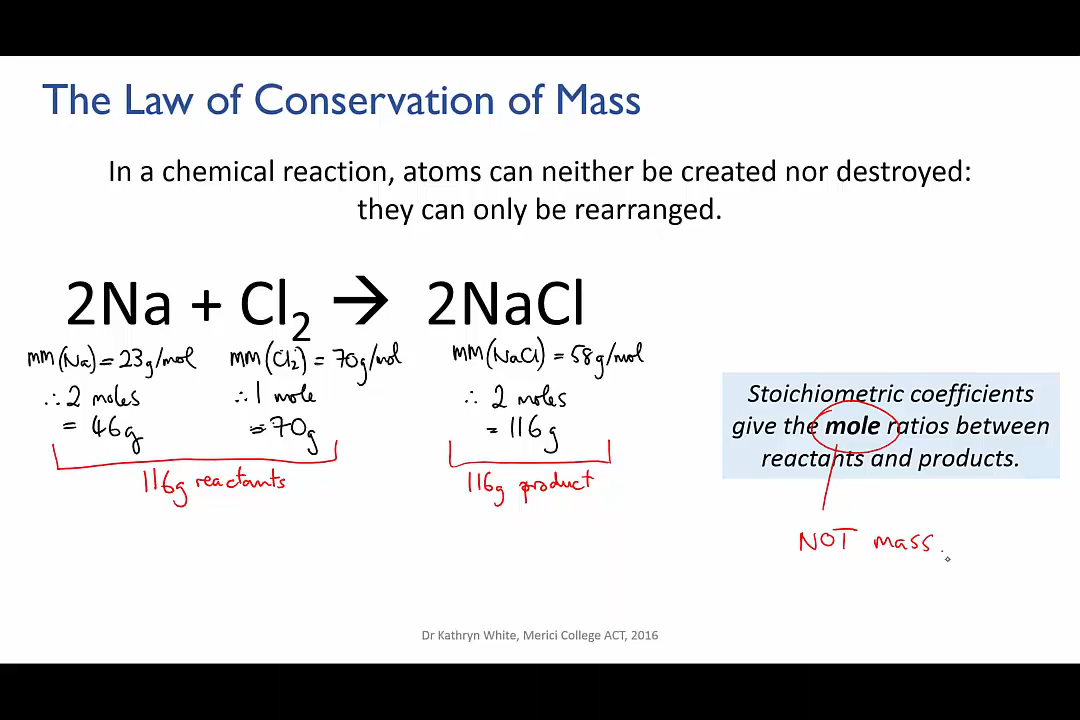 The Law of Conservation of Mass
In a chemical reaction, atoms can neither be created nor destroyed:
they can only be rearranged.
2Na + Cl₂ → 2NaCl
mm(Na)=23g/mol mm(Cl₂)=70g/mol mm(NaCl)=58g/mol
∴ 2 moles ∴ 1 mole ∴ 2 moles
= 46g =70g = 116g
116g reactants 116g product
Stoichiometric coefficients
give the mole ratios between
reactants and products.
NOT mass.
Dr Kathryn White, Merici College ACT, 2016